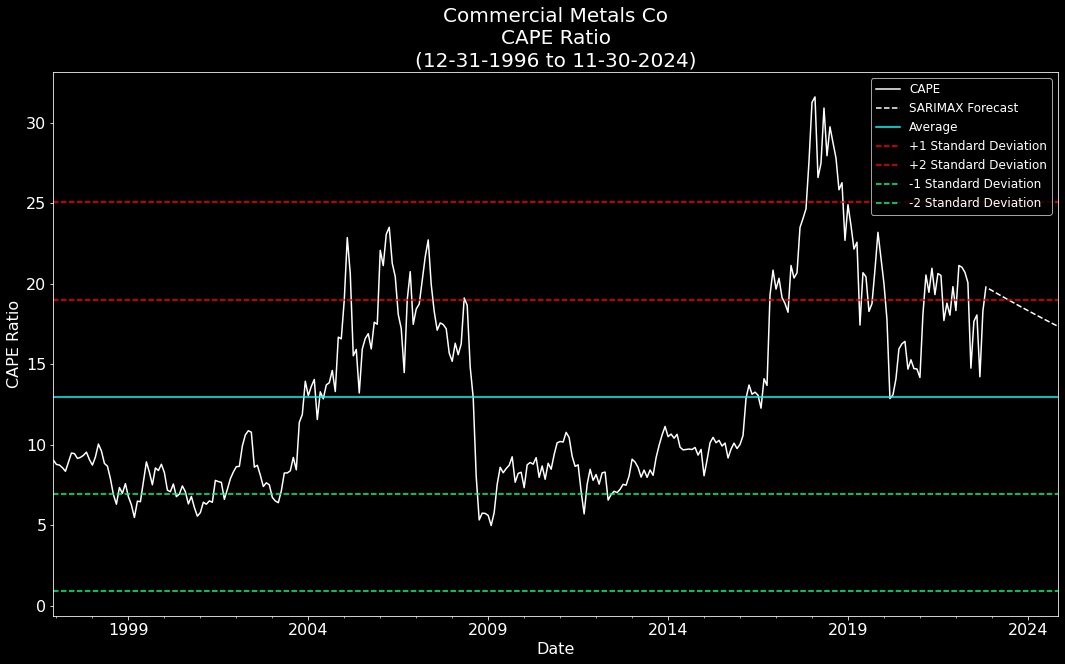 Commercial Metals Co
CAPE Ratio
(12-31-1996 to 11-30-2024)
CAPE
SARIMAX Forecast
Average
+1 Standard Deviation
+2 Standard Deviation
-1 Standard Deviation
-2 Standard Deviation
30
25
20
15
10
5
0
CAPE Ratio
1999 2004 2009 2014 2019 2024
Date